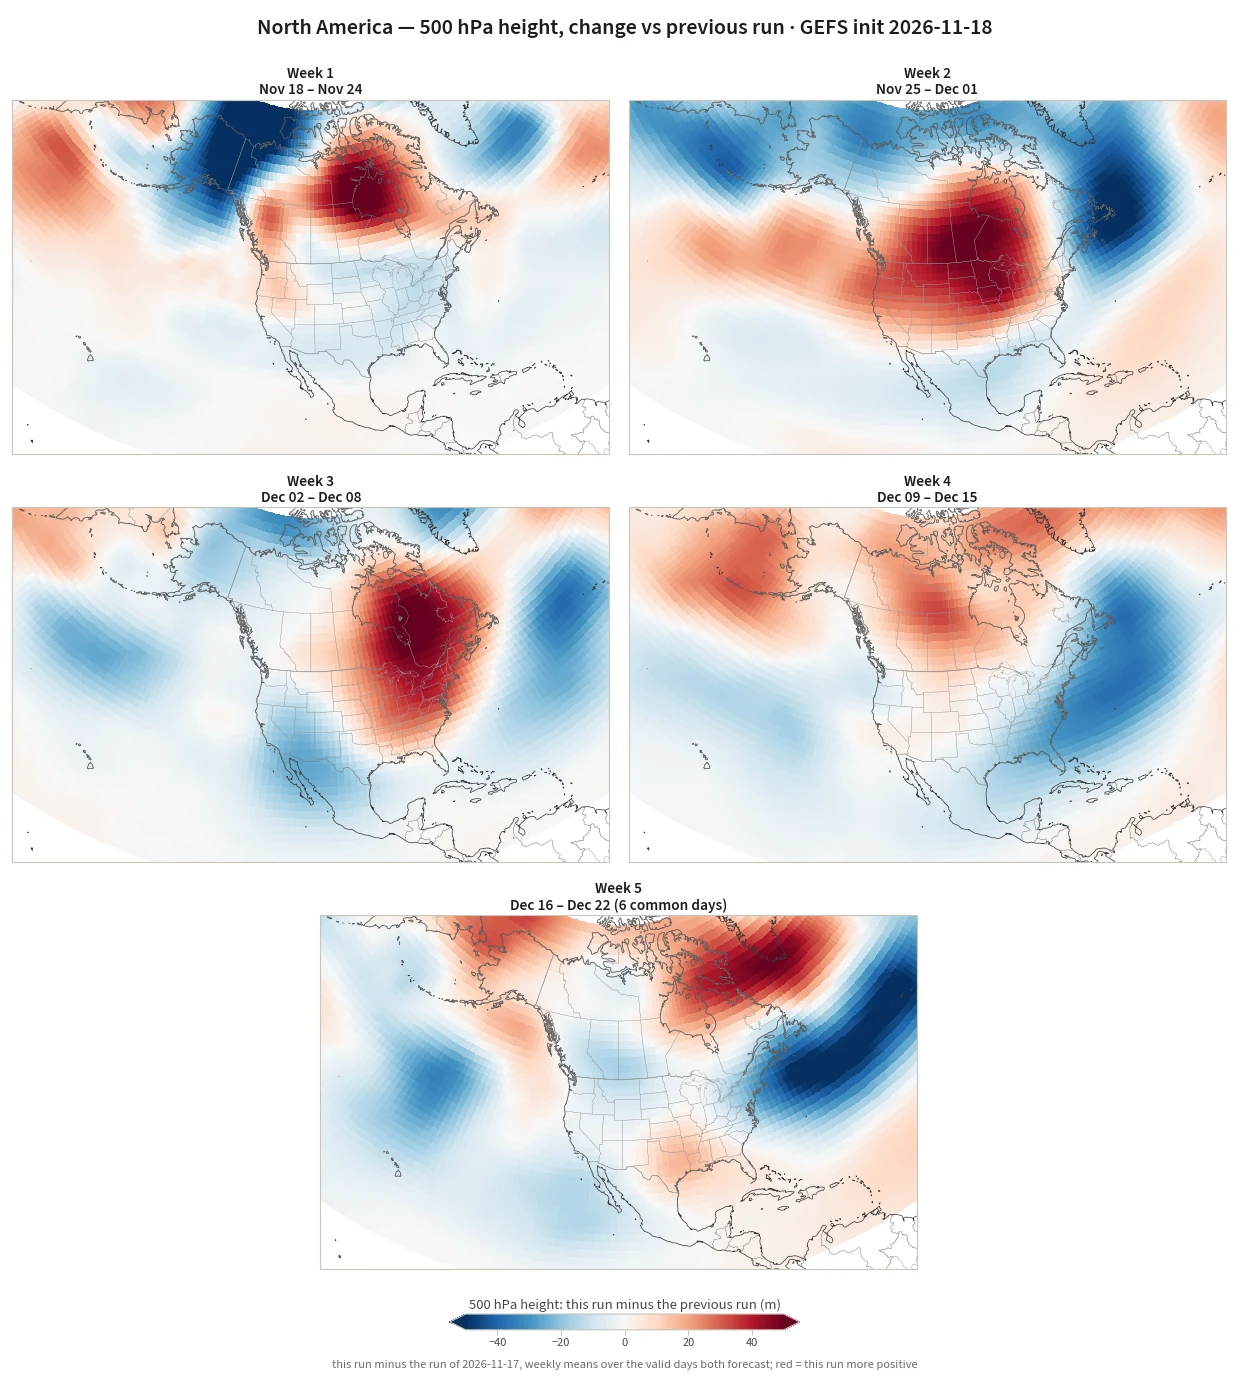 North America — 500 hPa height, change vs previous run · GEFS init 2026-11-18
Week 1
Nov 18 – Nov 24
Week 2
Nov 25 – Dec 01
Week 3
Dec 02 – Dec 08
Week 4
Dec 09 – Dec 15
Week 5
Dec 16 – Dec 22 (6 common days)
500 hPa height: this run minus the previous run (m)
−40 −20 0 20 40
this run minus the run of 2026-11-17, weekly means over the valid days both forecast; red = this run more positive